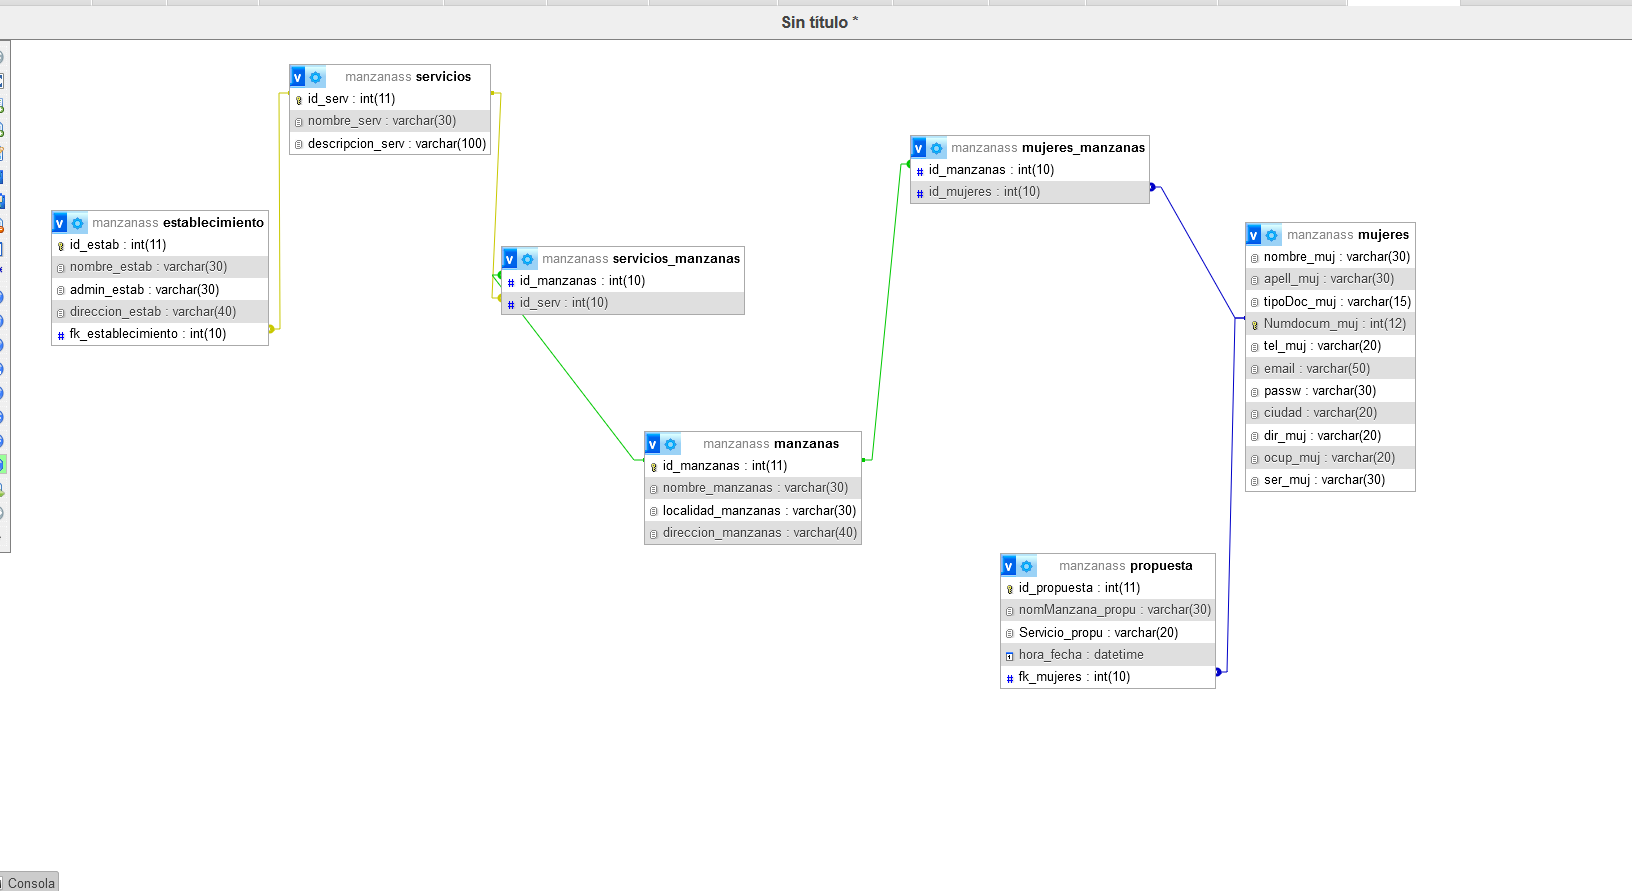 Sin título *
manzanass servicios
id_serv : int(11)
nombre_serv : varchar(30)
descripcion_serv : varchar(100)
manzanass establecimiento
id_estab : int(11)
nombre_estab : varchar(30)
admin_estab : varchar(30)
direccion_estab : varchar(40)
fk_establecimiento : int(10)
manzanass servicios_manzanas
id_manzanas : int(10)
id_serv : int(10)
manzanass manzanas
id_manzanas : int(11)
nombre_manzanas : varchar(30)
localidad_manzanas : varchar(30)
direccion_manzanas : varchar(40)
manzanass mujeres_manzanas
id_manzanas : int(10)
id_mujeres : int(10)
manzanass mujeres
nombre_muj : varchar(30)
apell_muj : varchar(30)
tipoDoc_muj : varchar(15)
Numdocum_muj : int(12)
tel_muj : varchar(20)
email : varchar(50)
passw : varchar(30)
ciudad : varchar(20)
dir_muj : varchar(20)
ocup_muj : varchar(20)
ser_muj : varchar(30)
manzanass propuesta
id_propuesta : int(11)
nomManzana_propu : varchar(30)
Servicio_propu : varchar(20)
hora_fecha : datetime
fk_mujeres : int(10)
Consola